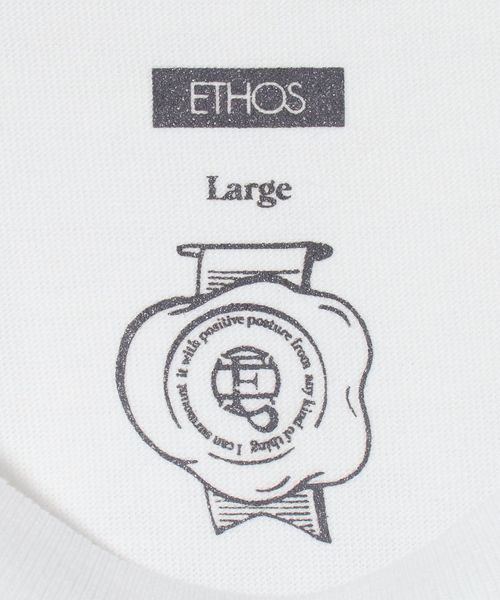 ETHOS
Large
I can surmount it with positive posture from any kind of thing
E